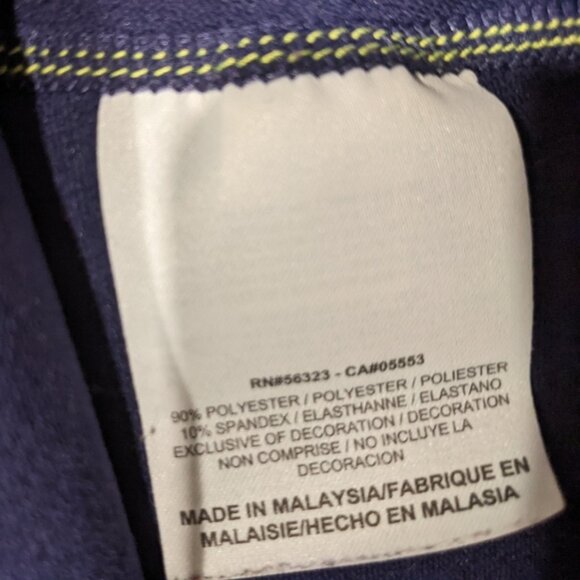 RN#56323 - CA#05553
90% POLYESTER / POLYESTER / POLIESTER
10% SPANDEX / ELASTHANNE / ELASTANO
EXCLUSIVE OF DECORATION / DECORATION
NON COMPRISE / NO INCLUYE LA
DECORACION
MADE IN MALAYSIA/FABRIQUE EN
MALAISIE/HECHO EN MALASIA